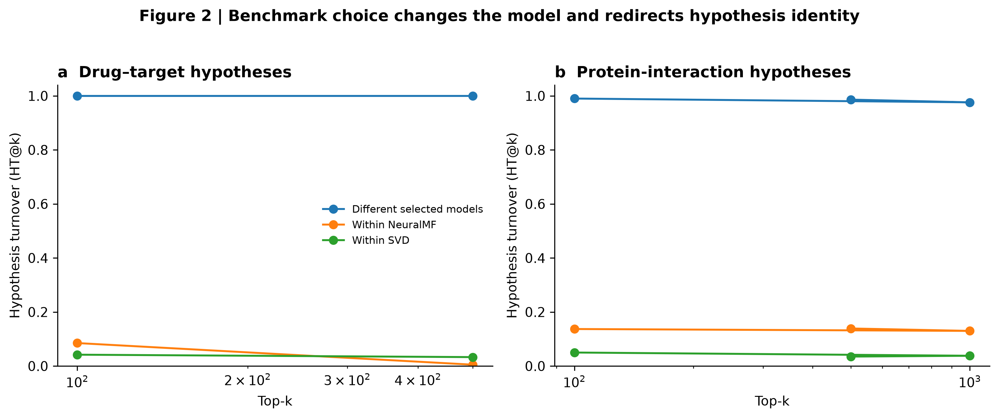 Figure 2 | Benchmark choice changes the model and redirects hypothesis identity
a Drug–target hypotheses
Hypothesis turnover (HT@k)
1.0
0.8
0.6
0.4
0.2
0.0
Different selected models
Within NeuralMF
Within SVD
10²
2 × 10²
3 × 10²
4 × 10²
Top-k
b Protein-interaction hypotheses
Hypothesis turnover (HT@k)
1.0
0.8
0.6
0.4
0.2
0.0
10²
10³
Top-k